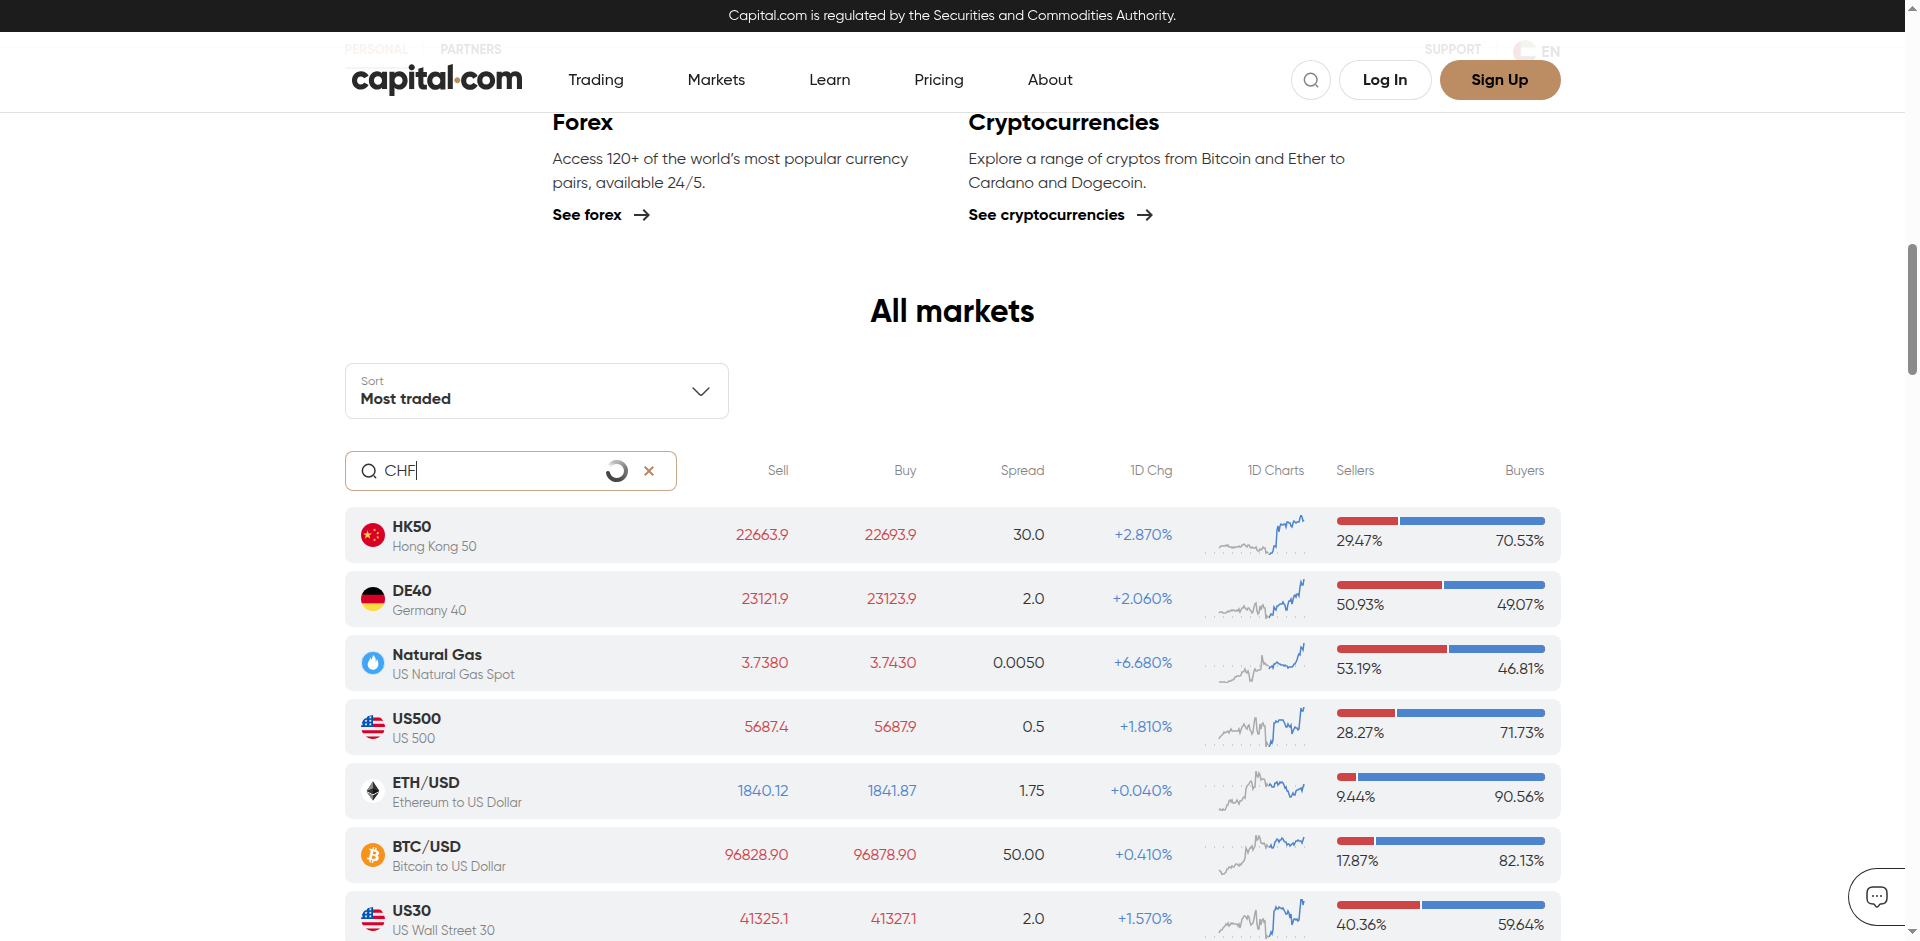 Capital.com is regulated by the Securities and Commodities Authority.
PERSONAL PARTNERS SUPPORT EN
capital.com Trading Markets Learn Pricing About Log In Sign Up
Forex
Access 120+ of the world's most popular currency
pairs, available 24/5.
See forex
Cryptocurrencies
Explore a range of cryptos from Bitcoin and Ether to
Cardano and Dogecoin.
See cryptocurrencies
All markets
Sort
Most traded
CHF Sell Buy Spread 1D Chg 1D Charts Sellers Buyers
HK50
Hong Kong 50
22663.9 22693.9 30.0 +2.870%
29.47% 70.53%
DE40
Germany 40
23121.9 23123.9 2.0 +2.060%
50.93% 49.07%
Natural Gas
US Natural Gas Spot
3.7380 3.7430 0.0050 +6.680%
53.19% 46.81%
US500
US 500
5687.4 5687.9 0.5 +1.810%
28.27% 71.73%
ETH/USD
Ethereum to US Dollar
1840.12 1841.87 1.75 +0.040%
9.44% 90.56%
BTC/USD
Bitcoin to US Dollar
96828.90 96878.90 50.00 +0.410%
17.87% 82.13%
US30
US Wall Street 30
41325.1 41327.1 2.0 +1.570%
40.36% 59.64%